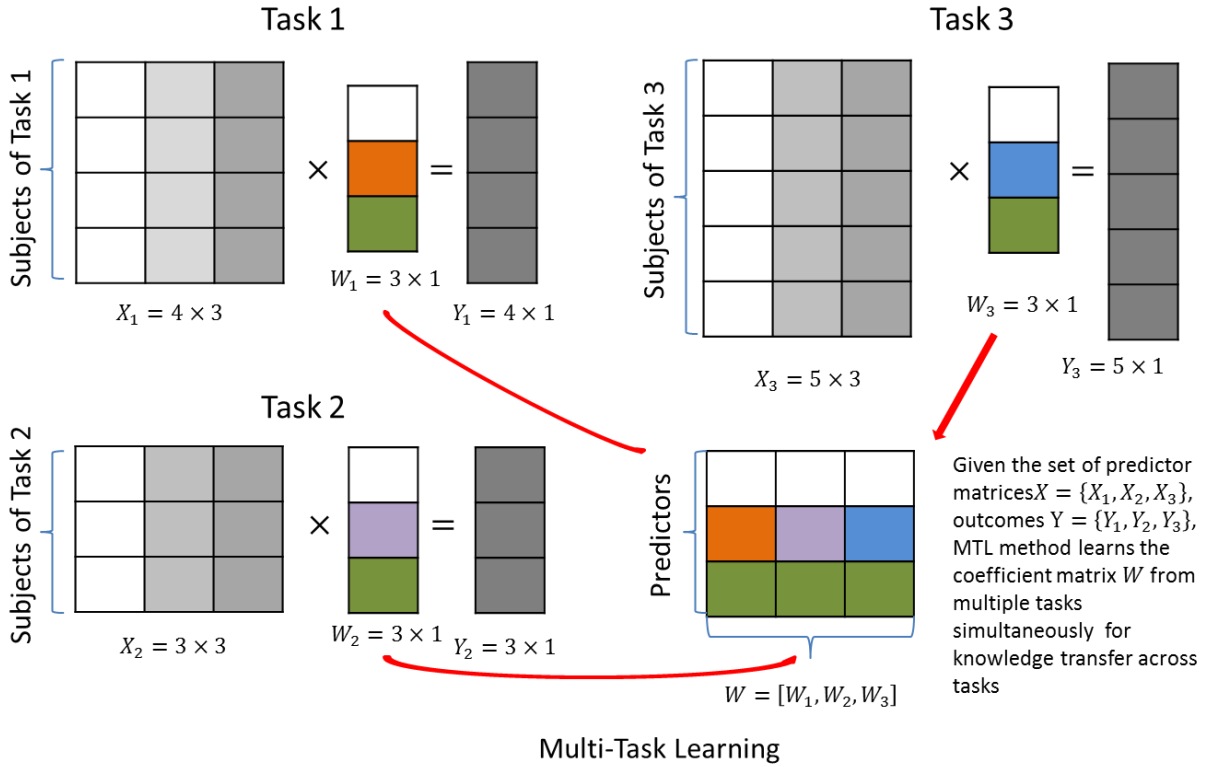 Task 1
Subjects of Task 1
×
=
X₁ = 4 × 3
W₁ = 3 × 1
Y₁ = 4 × 1
Task 3
Subjects of Task 3
×
=
X₃ = 5 × 3
W₃ = 3 × 1
Y₃ = 5 × 1
Task 2
Subjects of Task 2
×
=
X₂ = 3 × 3
W₂ = 3 × 1
Y₂ = 3 × 1
Predictors
W = [W₁, W₂, W₃]
Given the set of predictor
matricesX = {X₁, X₂, X₃},
outcomes Y = {Y₁, Y₂, Y₃},
MTL method learns the
coefficient matrix W from
multiple tasks
simultaneously for
knowledge transfer across
tasks
Multi-Task Learning